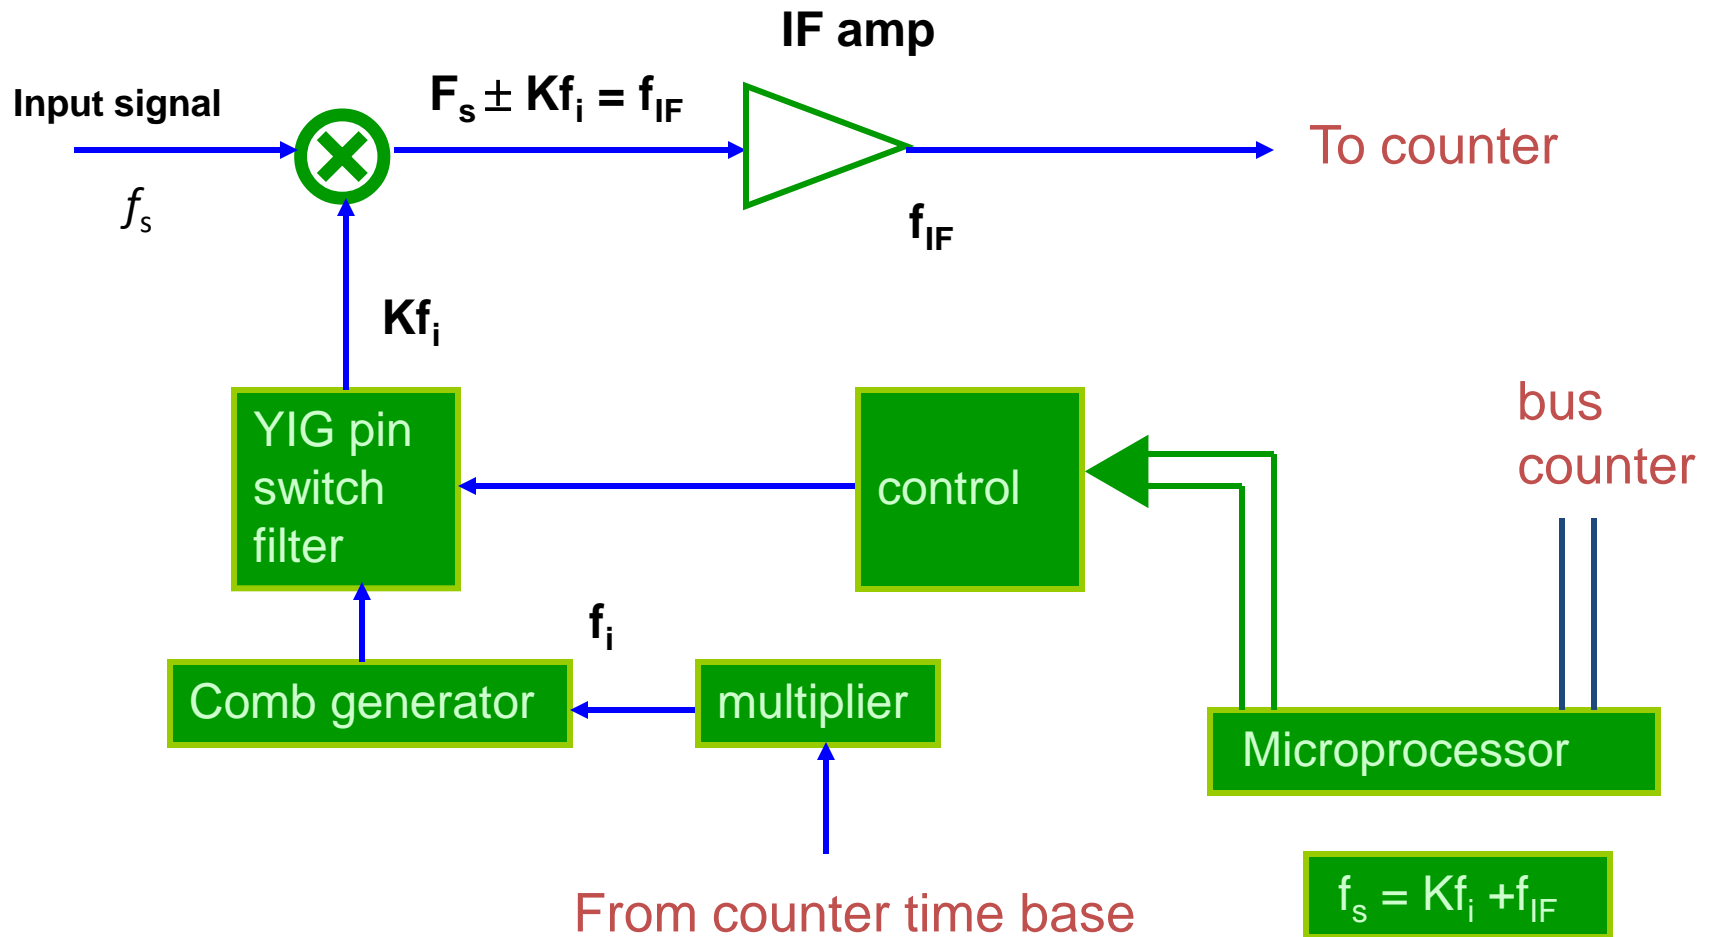 IF amp
Input signal
Fs ± Kfi = fIF
To counter
fs
fIF
Kfi
YIG pin
switch
filter
control
bus
counter
fi
Comb generator
multiplier
Microprocessor
From counter time base
fs = Kfi +fIF